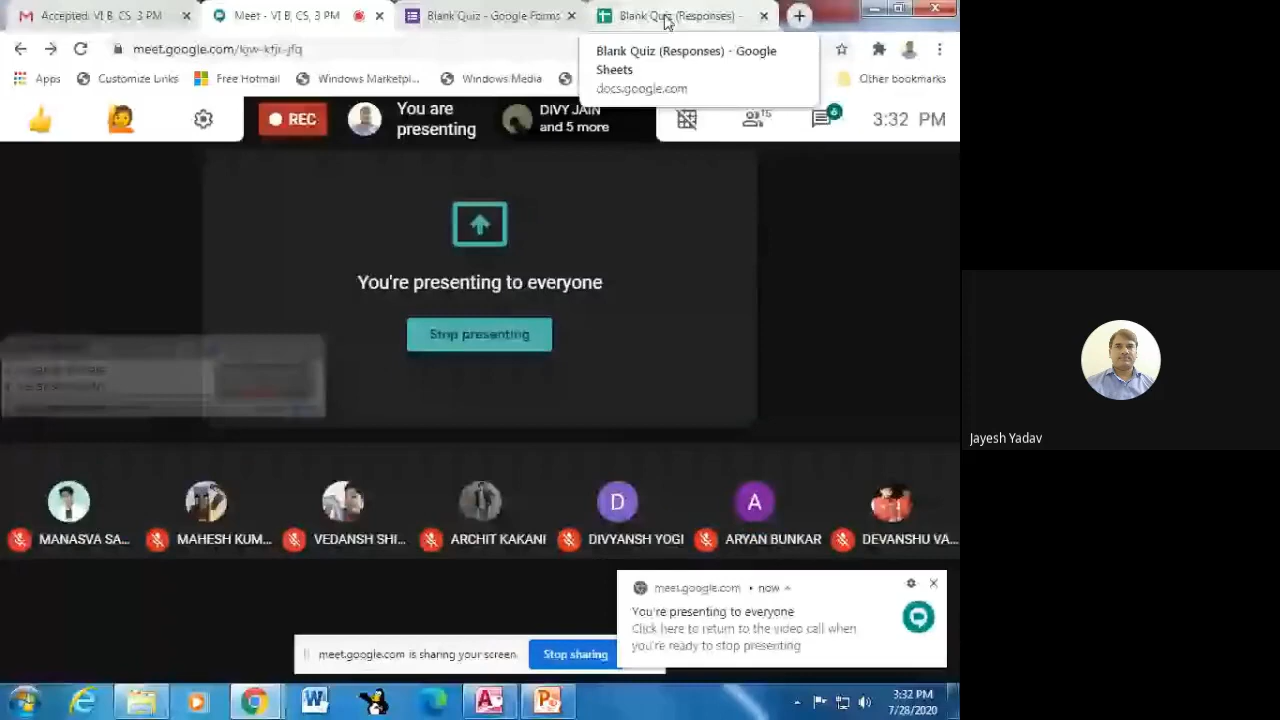 Accepted: VI B, CS, 3 PM
Meet - VI B, CS, 3 PM
Blank Quiz - Google Forms
Blank Quiz (Responses) -
Blank Quiz (Responses) - Google
Sheets
docs.google.com
Apps
Customize Links
Free Hotmail
Windows Marketpl...
Windows Media
Other bookmarks
REC
You are
presenting
DIVY JAIN
and 5 more
15
6
3:32 PM
You're presenting to everyone
Stop presenting
Jayesh Yadav
D
A
MANASVA SA...
MAHESH KUM...
VEDANSH SHI...
ARCHIT KAKANI
DIVYANSH YOGI
ARYAN BUNKAR
DEVANSHU VA...
meet.google.com • now
You're presenting to everyone
Click here to return to the video call when
you're ready to stop presenting
meet.google.com is sharing your screen.
Stop sharing
3:32 PM
7/28/2020